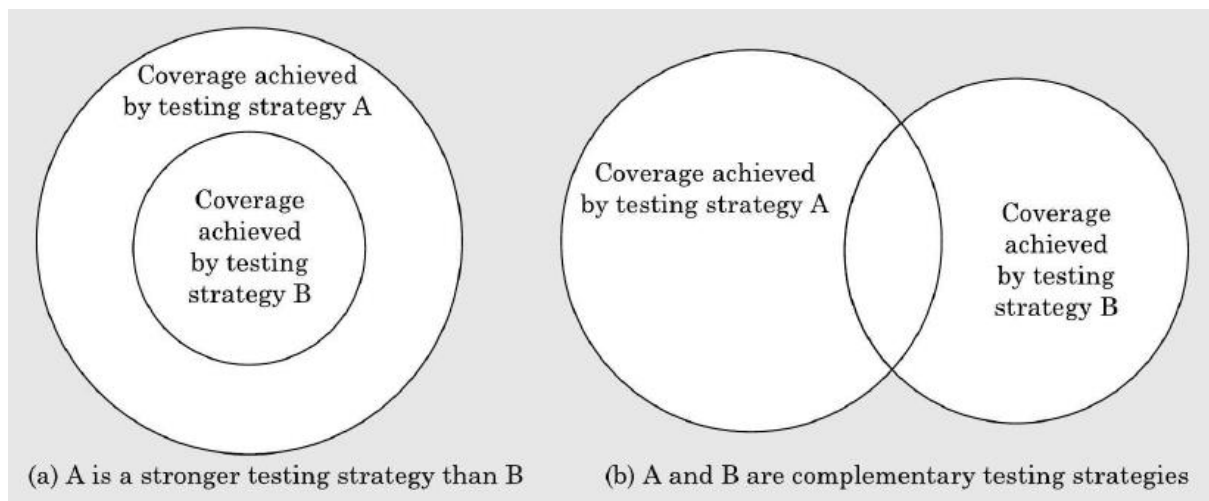 Coverage achieved
by testing strategy A
Coverage
achieved
by testing
strategy B
(a) A is a stronger testing strategy than B
Coverage achieved
by testing strategy A
Coverage
achieved
by testing
strategy B
(b) A and B are complementary testing strategies